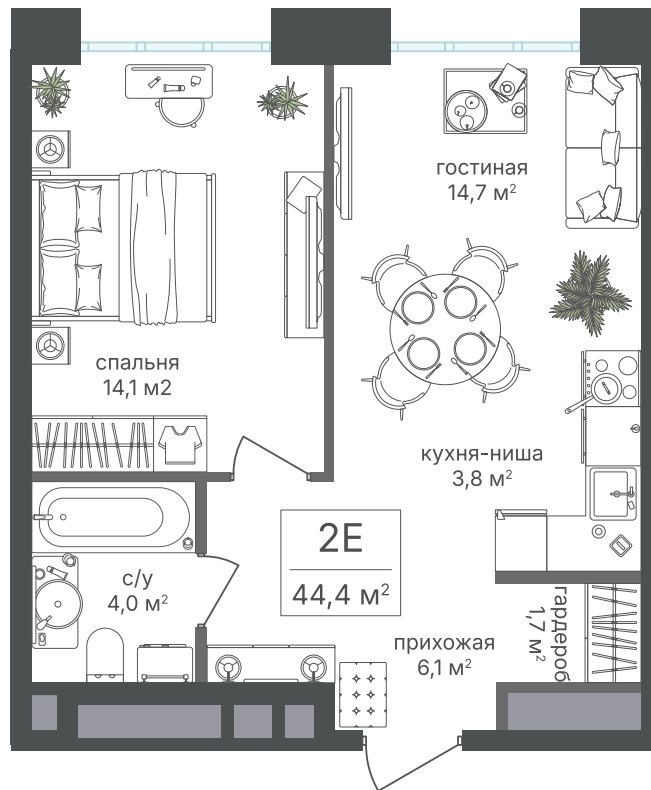 гостиная
14,7 м²
спальня
14,1 м2
кухня-ниша
3,8 м²
2Е
44,4 м²
с/у
4,0 м²
прихожая
6,1 м²
гардероб
1,7 м²